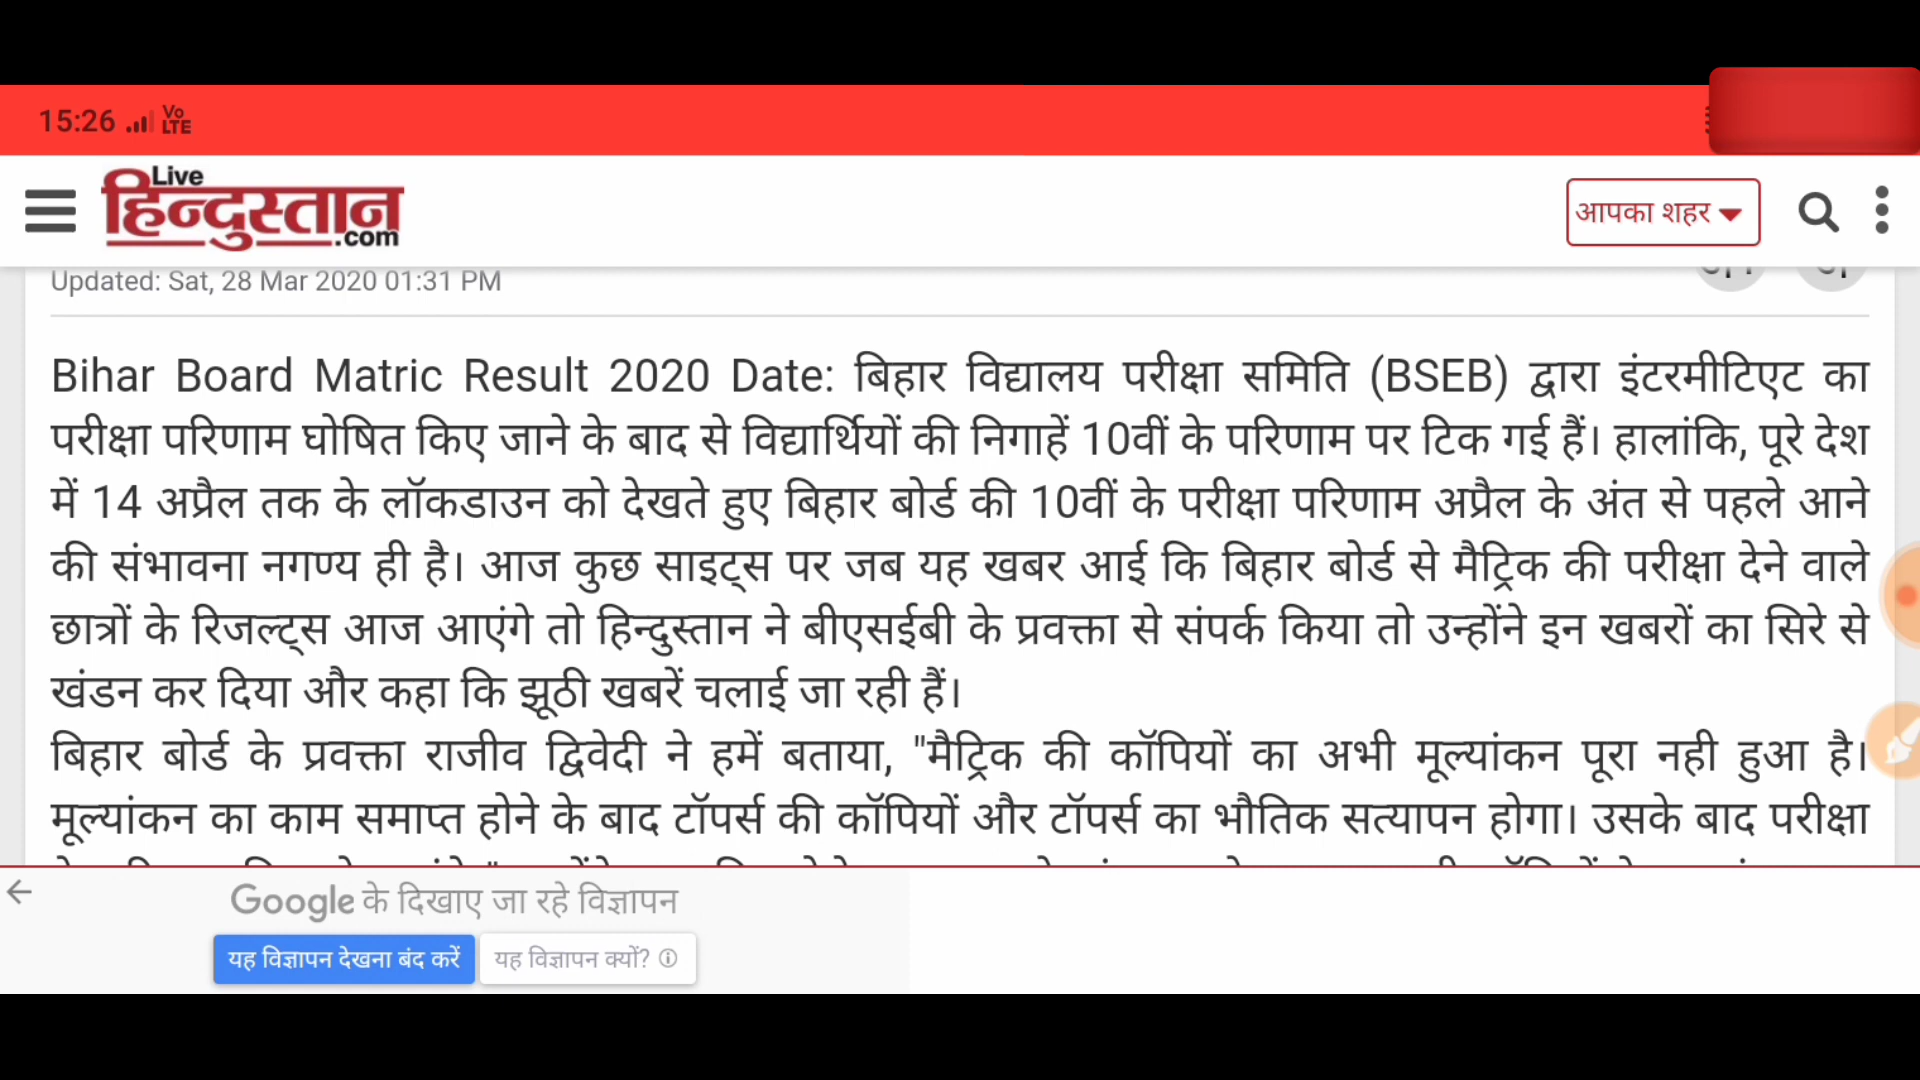 15:26 Vo LTE
Live
हिन्दुस्तान
.com
आपका शहर
Updated: Sat, 28 Mar 2020 01:31 PM
Bihar Board Matric Result 2020 Date: बिहार विद्यालय परीक्षा समिति (BSEB) द्वारा इंटरमीटिएट का
परीक्षा परिणाम घोषित किए जाने के बाद से विद्यार्थियों की निगाहें 10वीं के परिणाम पर टिक गई हैं। हालांकि, पूरे देश
में 14 अप्रैल तक के लॉकडाउन को देखते हुए बिहार बोर्ड की 10वीं के परीक्षा परिणाम अप्रैल के अंत से पहले आने
की संभावना नगण्य ही है। आज कुछ साइट्स पर जब यह खबर आई कि बिहार बोर्ड से मैट्रिक की परीक्षा देने वाले
छात्रों के रिजल्ट्स आज आएंगे तो हिन्दुस्तान ने बीएसईबी के प्रवक्ता से संपर्क किया तो उन्होंने इन खबरों का सिरे से
खंडन कर दिया और कहा कि झूठी खबरें चलाई जा रही हैं।
बिहार बोर्ड के प्रवक्ता राजीव द्विवेदी ने हमें बताया, "मैट्रिक की कॉपियों का अभी मूल्यांकन पूरा नही हुआ है।
मूल्यांकन का काम समाप्त होने के बाद टॉपर्स की कॉपियों और टॉपर्स का भौतिक सत्यापन होगा। उसके बाद परीक्षा
Google के दिखाए जा रहे विज्ञापन
यह विज्ञापन देखना बंद करें यह विज्ञापन क्यों?